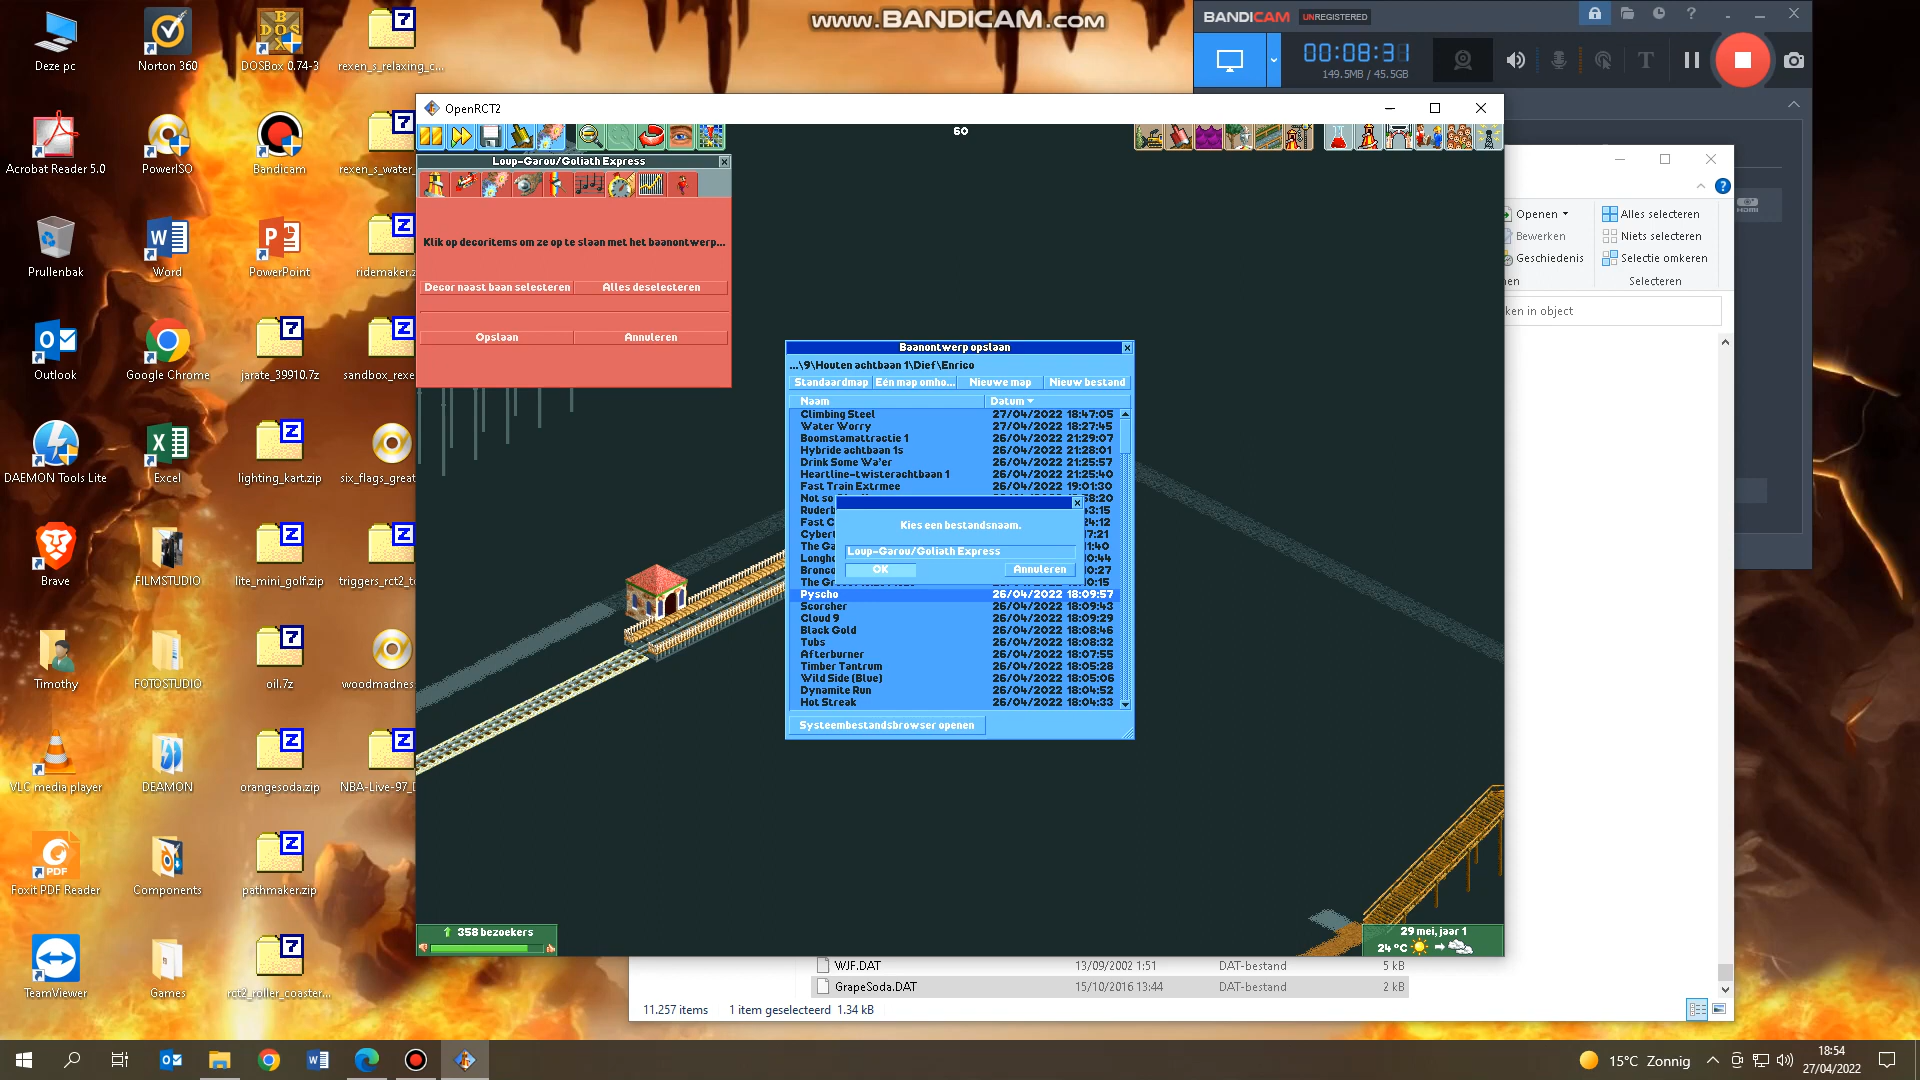 www.BANDICAM.com
BANDICAM UNREGISTERED
00:08:31
149.5MB / 45.5GB
Deze pc
Norton 360
DOSBox 0.74-3
rexen_s_relaxing_c...
Acrobat Reader 5.0
PowerISO
Bandicam
rexen_s_water_
Prullenbak
Word
PowerPoint
ridemaker.z
Outlook
Google Chrome
jarate_39910.7z
sandbox_rexe
DAEMON Tools Lite
Excel
lighting_kart.zip
six_flags_great
Brave
FILMSTUDIO
lite_mini_golf.zip
triggers_rct2_to
Timothy
FOTOSTUDIO
oil.7z
woodmadnes
VLC media player
DEAMON
orangesoda.zip
NBA-Live-97_D
Foxit PDF Reader
Components
pathmaker.zip
TeamViewer
Games
rct2_roller_coaster...
OpenRCT2
60
Loup-Garou/Goliath Express
Klik op decoritems om ze op te slaan met het baanontwerp...
Decor naast baan selecteren
Alles deselecteren
Opslaan
Annuleren
Baanontwerp opslaan
...\9\Houten achtbaan 1\Dief\Enrico
Standaardmap
Eén map omho...
Nieuwe map
Nieuw bestand
Naam
Datum
Climbing Steel 27/04/2022 18:47:05
Water Worry 27/04/2022 18:27:45
Boomstamattractie 1 26/04/2022 21:29:07
Hybride achtbaan 1s 26/04/2022 21:28:01
Drink Some Wa'er 26/04/2022 21:25:57
Heartline-twisterachtbaan 1 26/04/2022 21:25:40
Fast Train Extrmee 26/04/2022 19:01:30
Not so
Kies een bestandsnaam.
Loup-Garou/Goliath Express
OK
Annuleren
Pyscho 26/04/2022 18:09:57
Scorcher 26/04/2022 18:09:43
Cloud 9 26/04/2022 18:09:29
Black Gold 26/04/2022 18:08:46
Tubs 26/04/2022 18:08:32
Afterburner 26/04/2022 18:07:55
Timber Tantrum 26/04/2022 18:05:28
Wild Side (Blue) 26/04/2022 18:05:06
Dynamite Run 26/04/2022 18:04:52
Hot Streak 26/04/2022 18:04:33
Systeembestandsbrowser openen
358 bezoekers
29 mei, jaar 1
24 °C
Openen
Bewerken
Geschiedenis
Alles selecteren
Niets selecteren
Selectie omkeren
Selecteren
ken in object
HDMI
WJF.DAT 13/09/2002 1:51 DAT-bestand 5 kB
GrapeSoda.DAT 15/10/2016 13:44 DAT-bestand 2 kB
11.257 items 1 item geselecteerd 1.34 kB
15°C Zonnig
18:54
27/04/2022